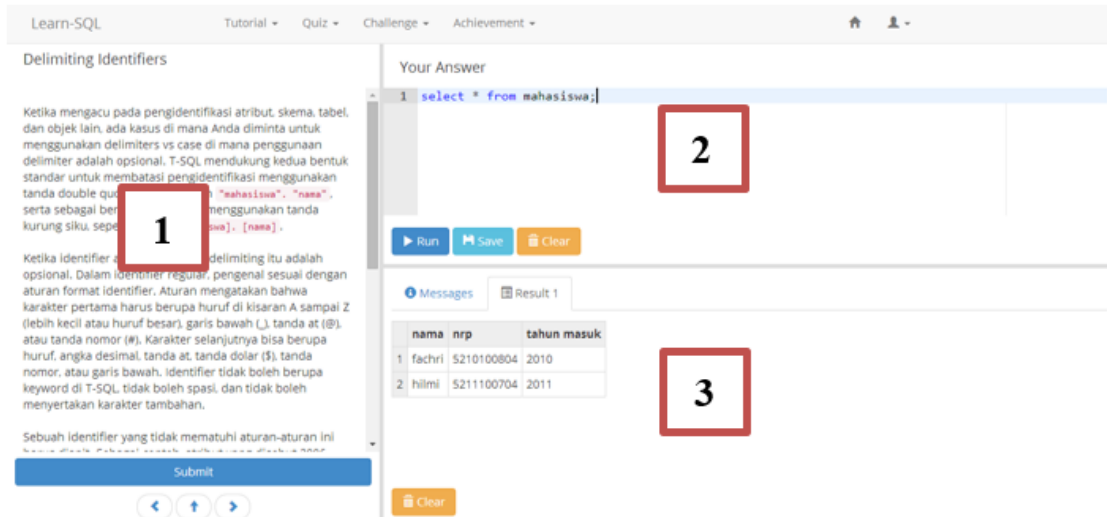 Learn-SQL Tutorial Quiz Challenge Achievement
Delimiting Identifiers
Ketika mengacu pada pengidentifikasi atribut, skema, tabel,
dan objek lain, ada kasus di mana Anda diminta untuk
menggunakan delimiters vs case di mana penggunaan
delimiter adalah opsional. T-SQL mendukung kedua bentuk
standar untuk membatasi pengidentifikasi menggunakan
tanda double "mahasiswa". "nama",
serta sebagai menggunakan tanda
kurung siku, [nama].
1
Ketika identifier delimiting itu adalah
opsional. Dalam identifier regular, pengenal sesuai dengan
aturan format identifier. Aturan mengatakan bahwa
karakter pertama harus berupa huruf di kisaran A sampai Z
(lebih kecil atau huruf besar), garis bawah (_), tanda at (@),
atau tanda nomor (#). Karakter selanjutnya bisa berupa
huruf, angka desimal, tanda at, tanda dolar ($), tanda
nomor, atau garis bawah. Identifier tidak boleh berupa
keyword di T-SQL, tidak boleh spasi, dan tidak boleh
menyertakan karakter tambahan.
Sebuah identifier yang tidak mematuhi aturan-aturan ini
Submit
Your Answer
1 select * from mahasiswa;
2
Run Save Clear
Messages Result 1
nama nrp tahun masuk
1 fachri 5210100804 2010
2 hilmi 5211100704 2011
3
Clear